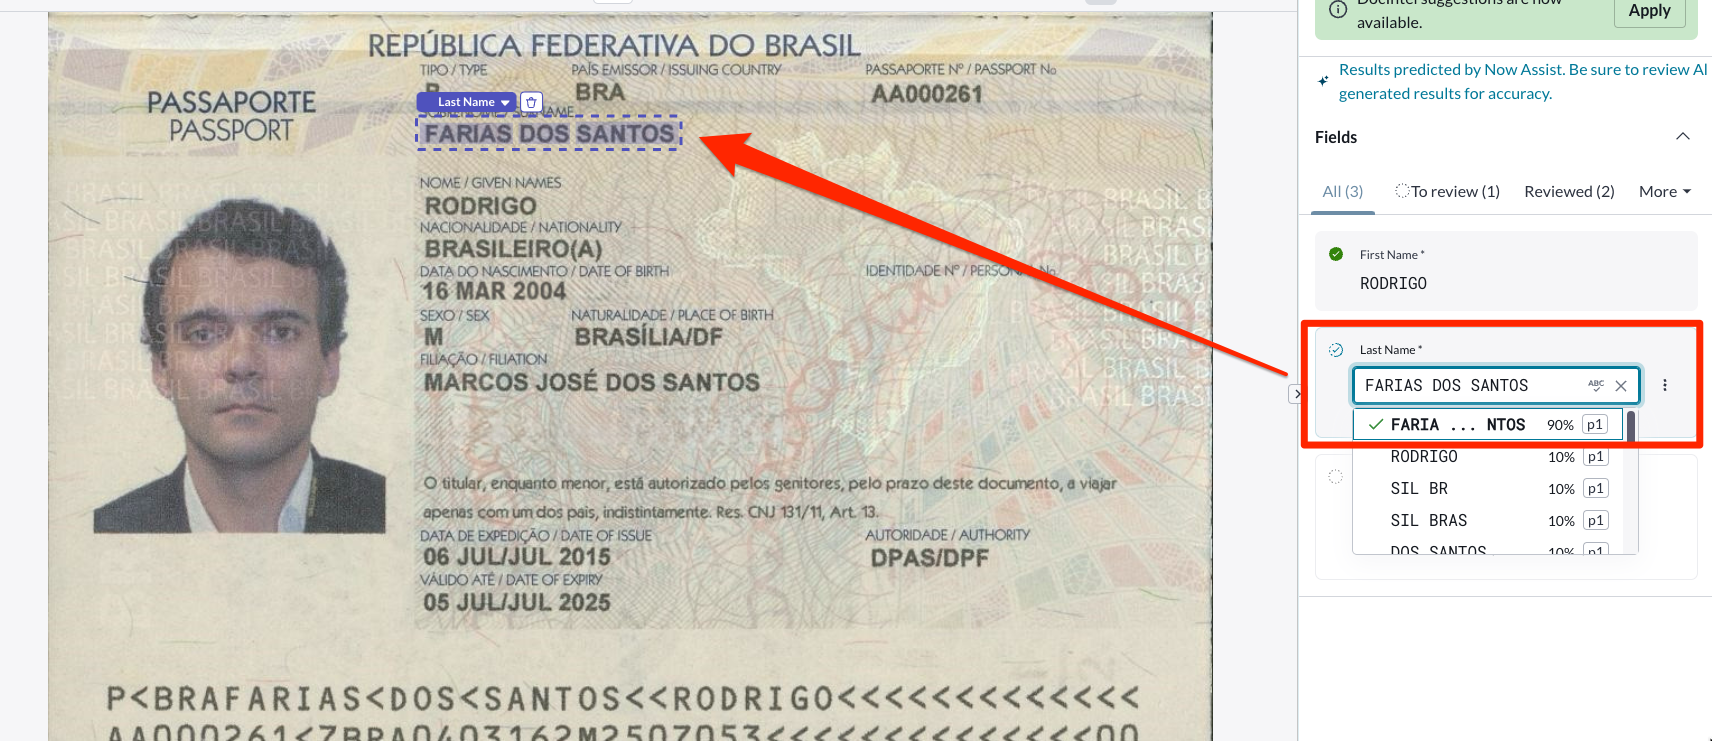 REPÚBLICA FEDERATIVA DO BRASIL
TIPO / TYPE PAÍS EMISSOR / ISSUING COUNTRY PASSAPORTE Nº / PASSPORT No
P BRA AA000261
PASSAPORTE
PASSPORT
Last Name
FARIAS DOS SANTOS
NOME / GIVEN NAMES
RODRIGO
NACIONALIDADE / NATIONALITY
BRASILEIRO(A)
DATA DO NASCIMENTO / DATE OF BIRTH IDENTIDADE Nº / PERSONAL No.
16 MAR 2004
SEXO / SEX NATURALIDADE / PLACE OF BIRTH
M BRASÍLIA/DF
FILIAÇÃO / FILIATION
MARCOS JOSÉ DOS SANTOS
O titular, enquanto menor, está autorizado pelos genitores, pelo prazo deste documento, a viajar
apenas com um dos pais, indistintamente. Res. CNJ 131/11, Art. 13.
DATA DE EXPEDIÇÃO / DATE OF ISSUE AUTORIDADE / AUTHORITY
06 JUL/JUL 2015 DPAS/DPF
VÁLIDO ATÉ / DATE OF EXPIRY
05 JUL/JUL 2025
P<BRAFARIAS<DOS<SANTOS<<RODRIGO<<<<<<<<<<<<<
AA000261<7BRA0403162M2507053<<<<<<<<<<<<<<00
available.
Apply
Results predicted by Now Assist. Be sure to review AI
generated results for accuracy.
Fields
All (3) To review (1) Reviewed (2) More
First Name *
RODRIGO
Last Name *
FARIAS DOS SANTOS ABC
FARIA ... NTOS 90% p1
RODRIGO 10% p1
SIL BR 10% p1
SIL BRAS 10% p1
DOS SANTOS 10% p1